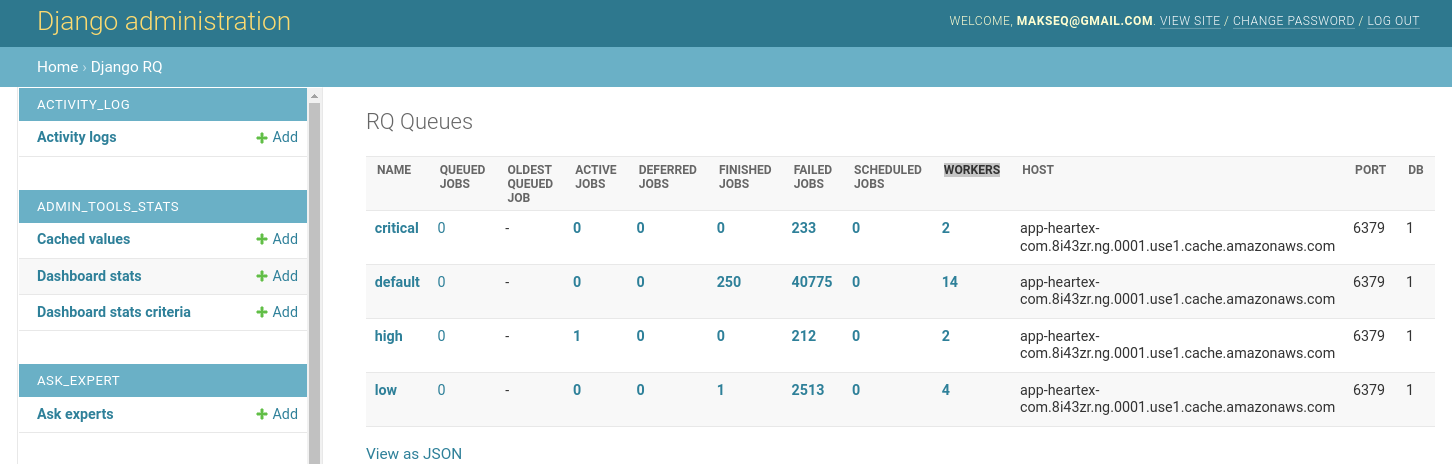 Django administration
WELCOME, MAKSEQ@GMAIL.COM. VIEW SITE / CHANGE PASSWORD / LOG OUT
Home › Django RQ
ACTIVITY_LOG
Activity logs Add
ADMIN_TOOLS_STATS
Cached values Add
Dashboard stats Add
Dashboard stats criteria Add
ASK_EXPERT
Ask experts Add
RQ Queues
NAME QUEUED JOBS OLDEST QUEUED JOB ACTIVE JOBS DEFERRED JOBS FINISHED JOBS FAILED JOBS SCHEDULED JOBS WORKERS HOST PORT DB
critical 0 - 0 0 0 233 0 2 app-heartex-com.8i43zr.ng.0001.use1.cache.amazonaws.com 6379 1
default 0 - 0 0 250 40775 0 14 app-heartex-com.8i43zr.ng.0001.use1.cache.amazonaws.com 6379 1
high 0 - 1 0 0 212 0 2 app-heartex-com.8i43zr.ng.0001.use1.cache.amazonaws.com 6379 1
low 0 - 0 0 1 2513 0 4 app-heartex-com.8i43zr.ng.0001.use1.cache.amazonaws.com 6379 1
View as JSON